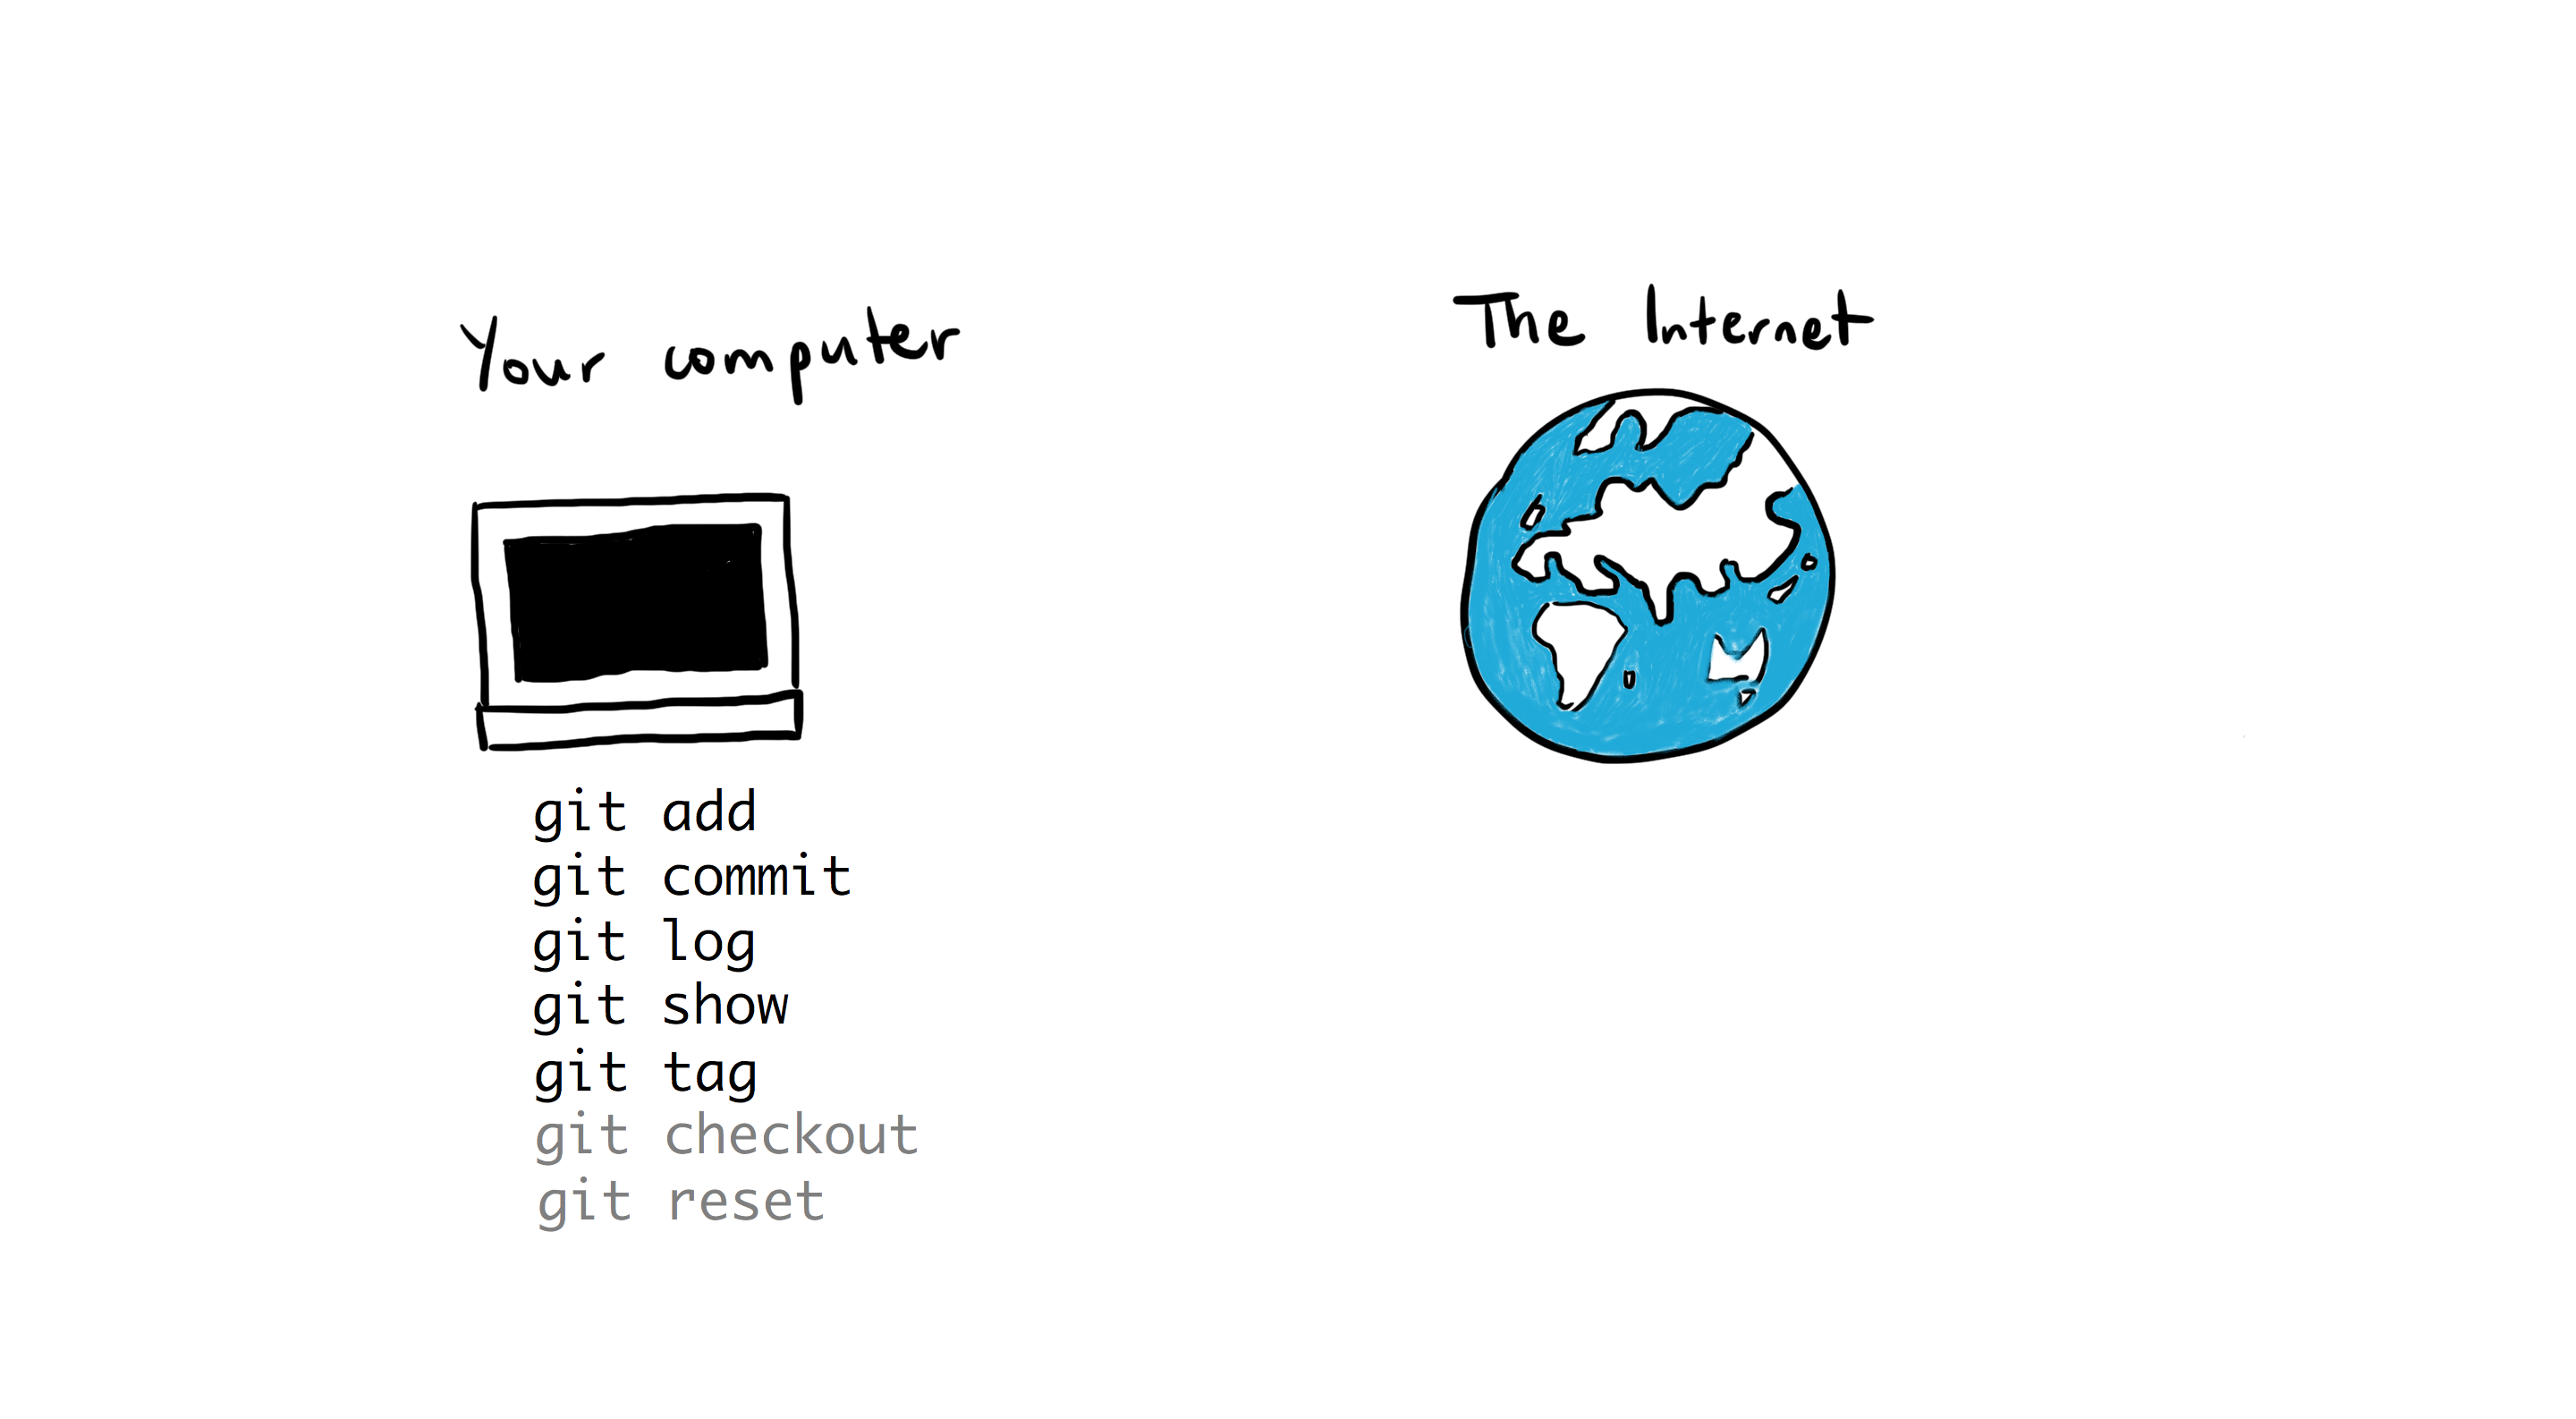 Your computer
The Internet
git add
git commit
git log
git show
git tag
git checkout
git reset